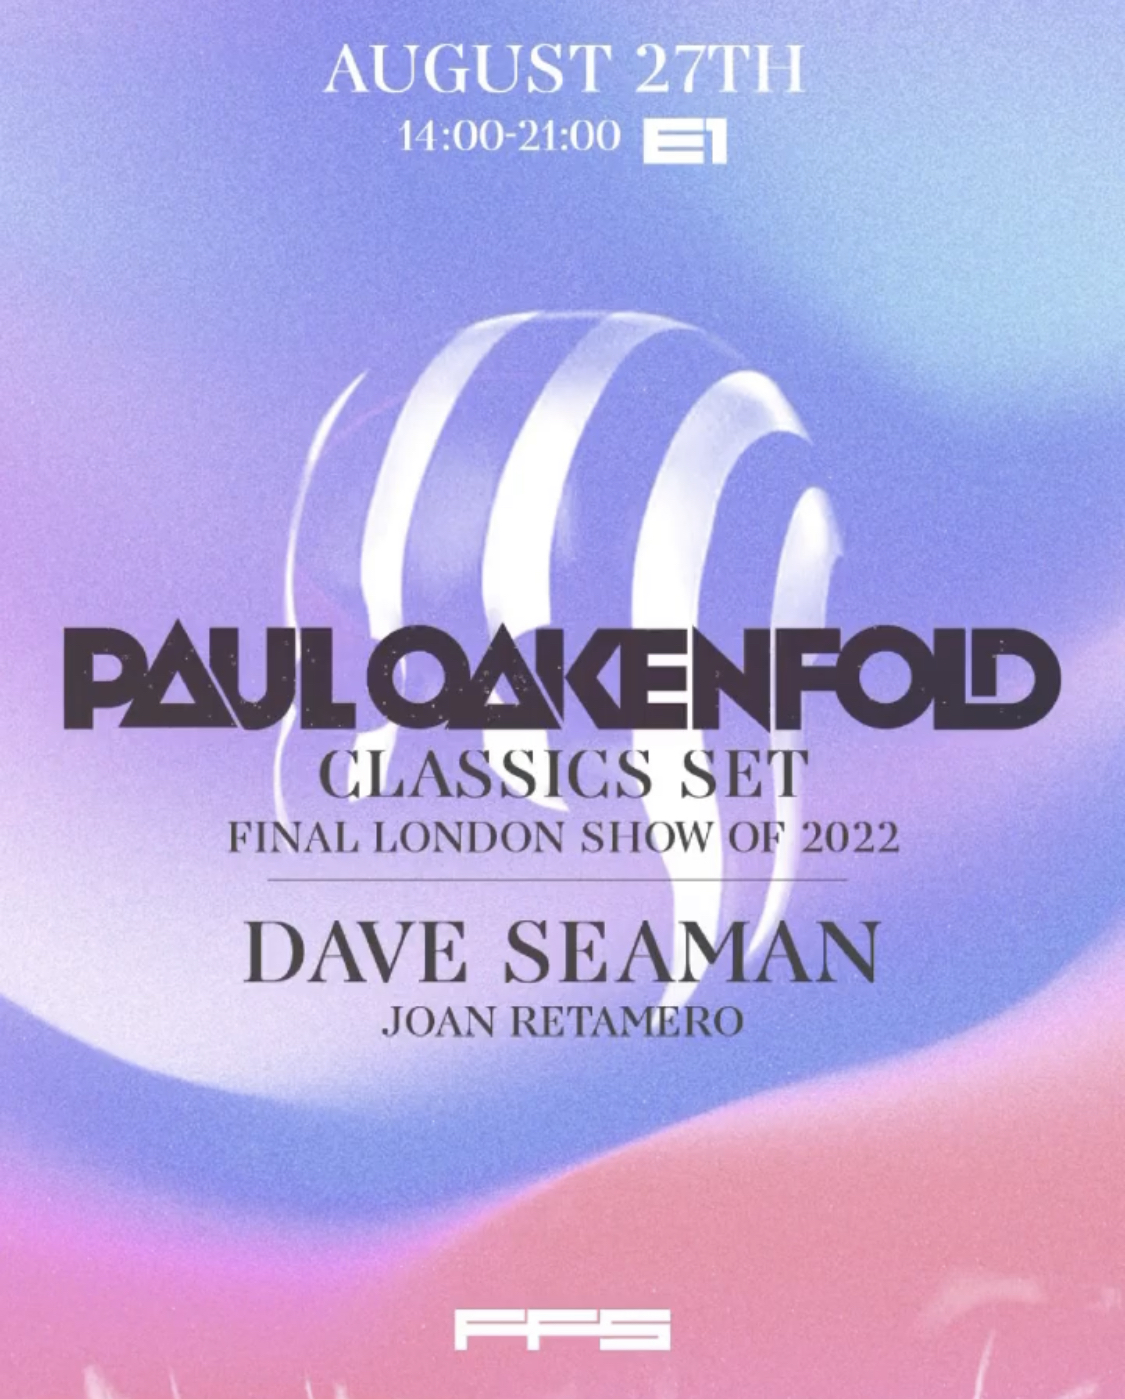 AUGUST 27TH
14:00-21:00 E1
PAUL OAKENFOLD
CLASSICS SET
FINAL LONDON SHOW OF 2022
DAVE SEAMAN
JOAN RETAMERO
FFS